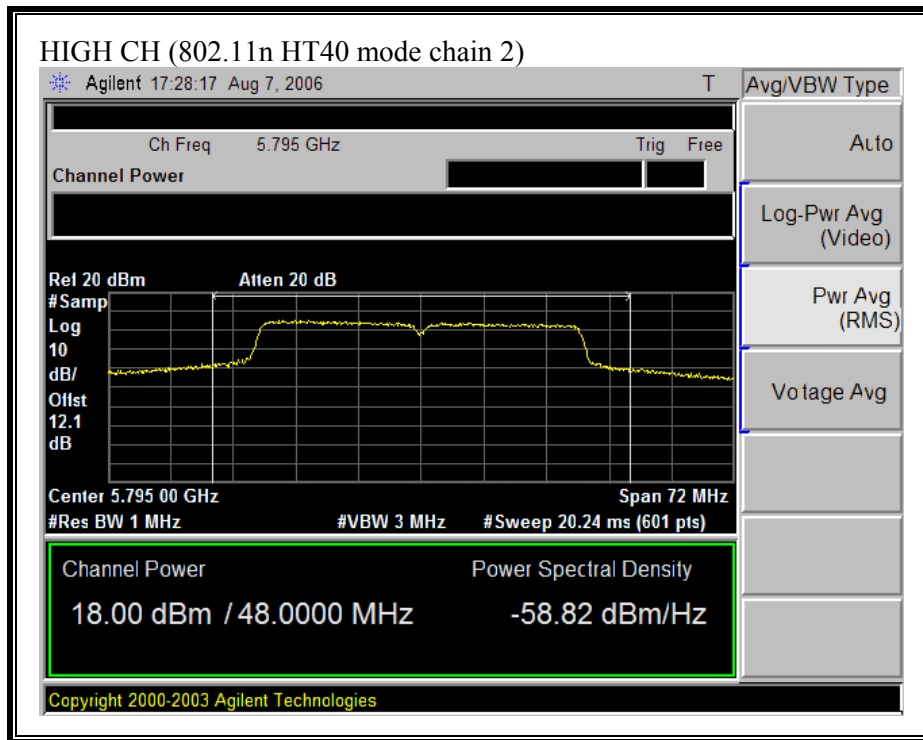 HIGH CH (802.11n HT40 mode chain 2)
Agilent 17:28:17 Aug 7, 2006 T
Avg/VBW Type
Ch Freq 5.795 GHz Trig Free
Channel Power
Auto
Log-Pwr Avg
(Video)
Pwr Avg
(RMS)
Votage Avg
Ref 20 dBm Atten 20 dB
#Samp
Log
10
dB/
Offst
12.1
dB
Center 5.795 00 GHz Span 72 MHz
#Res BW 1 MHz #VBW 3 MHz #Sweep 20.24 ms (601 pts)
Channel Power Power Spectral Density
18.00 dBm / 48.0000 MHz -58.82 dBm/Hz
Copyright 2000-2003 Agilent Technologies